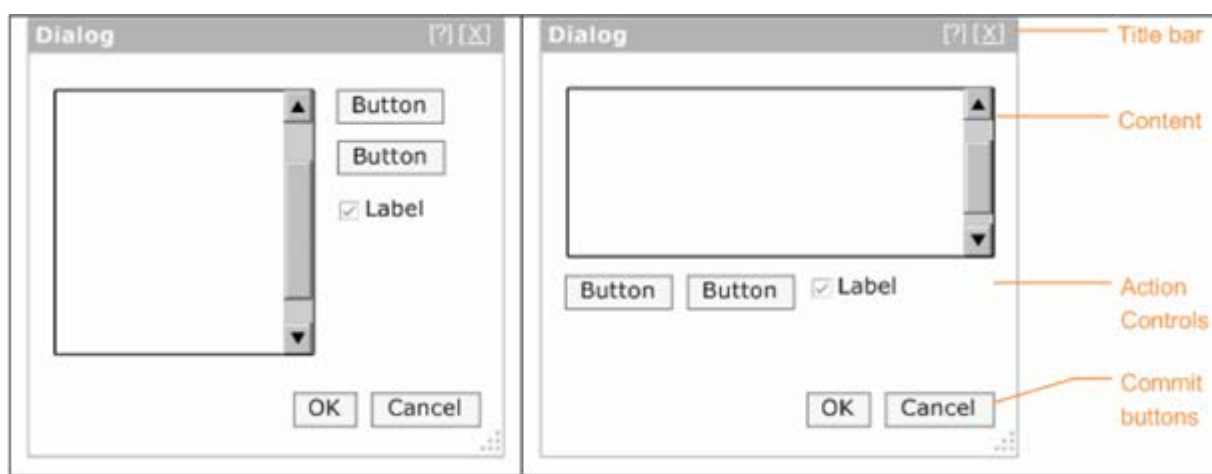 Dialog [?] [X]
Button
Button
Label
OK Cancel
Dialog [?] [X]
Button Button Label
OK Cancel
Title bar
Content
Action
Controls
Commit
buttons